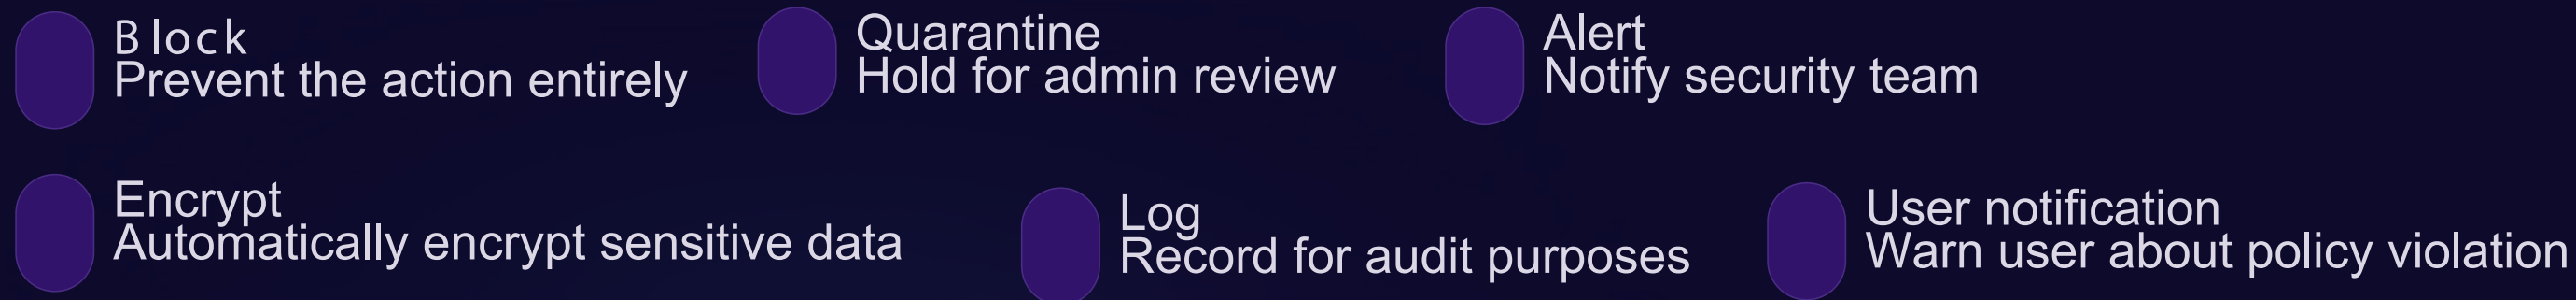 Block
Prevent the action entirely
Quarantine
Hold for admin review
Alert
Notify security team
Encrypt
Automatically encrypt sensitive data
Log
Record for audit purposes
User notification
Warn user about policy violation